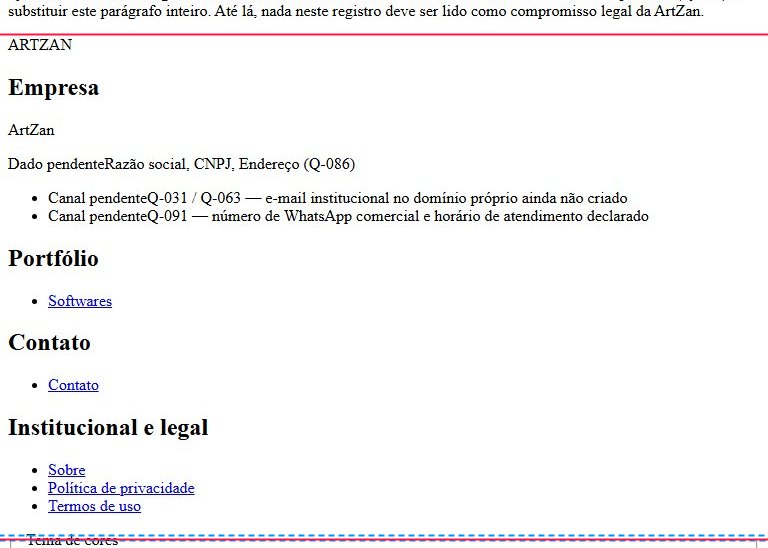 substituir este parágrafo inteiro. Até lá, nada neste registro deve ser lido como compromisso legal da ArtZan.
ARTZAN
Empresa
ArtZan
Dado pendenteRazão social, CNPJ, Endereço (Q-086)
Canal pendenteQ-031 / Q-063 — e-mail institucional no domínio próprio ainda não criado
Canal pendenteQ-091 — número de WhatsApp comercial e horário de atendimento declarado
Portfólio
Softwares
Contato
Contato
Institucional e legal
Sobre
Política de privacidade
Termos de uso
Tema de cores